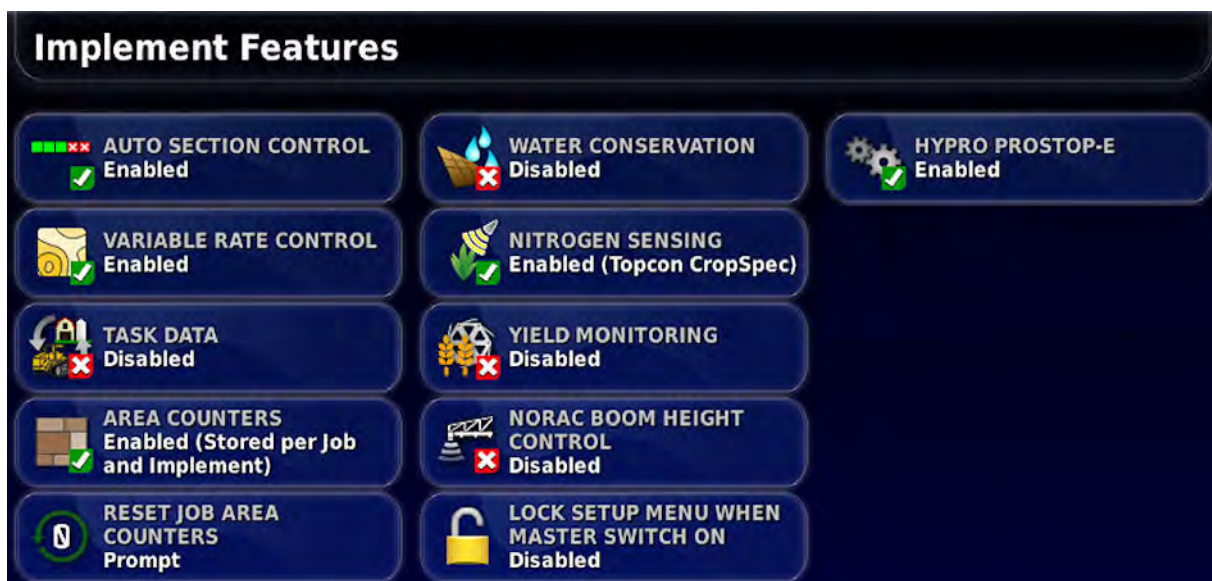 Implement Features
AUTO SECTION CONTROL
Enabled
VARIABLE RATE CONTROL
Enabled
TASK DATA
Disabled
AREA COUNTERS
Enabled (Stored per Job
and Implement)
RESET JOB AREA
COUNTERS
Prompt
0
WATER CONSERVATION
Disabled
NITROGEN SENSING
Enabled (Topcon CropSpec)
YIELD MONITORING
Disabled
NORAC BOOM HEIGHT
CONTROL
Disabled
LOCK SETUP MENU WHEN
MASTER SWITCH ON
Disabled
HYPRO PROSTOP-E
Enabled